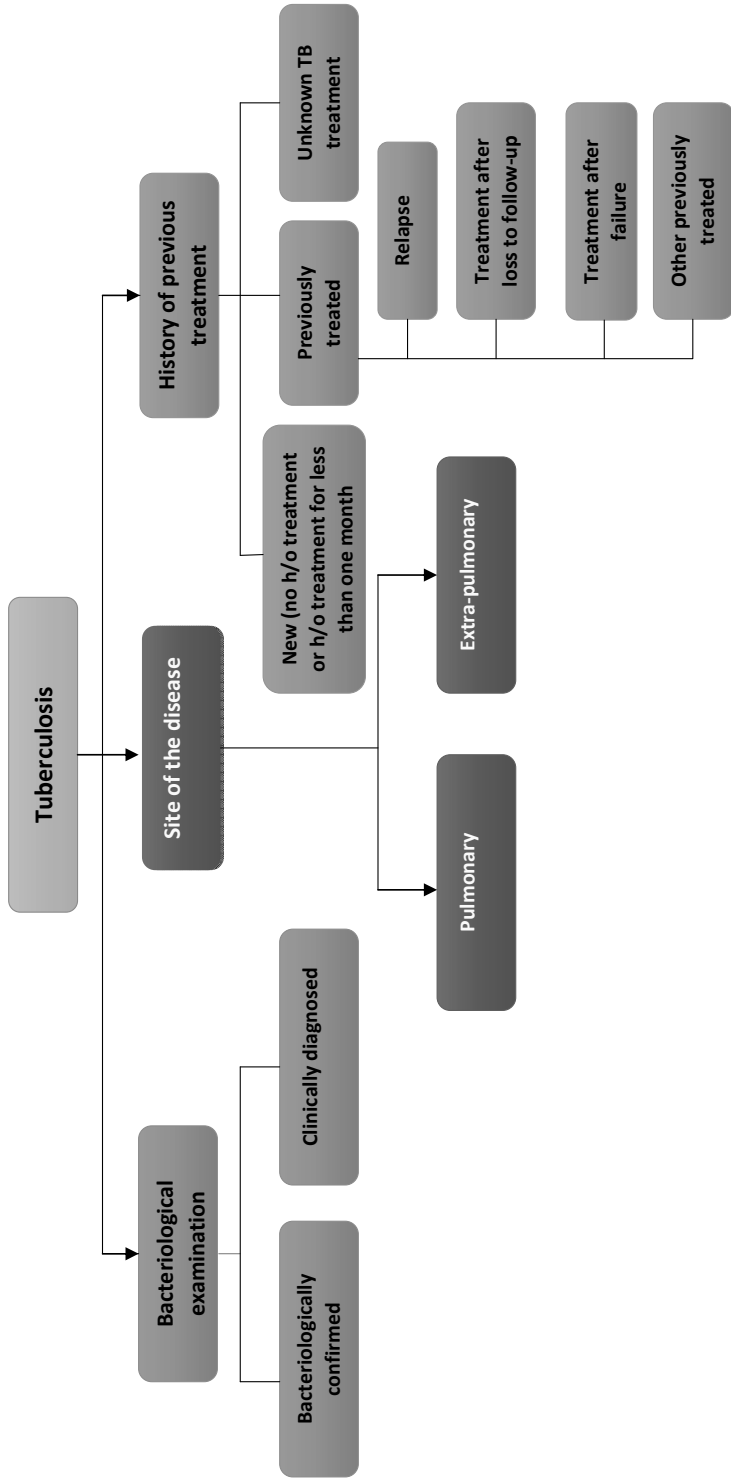 Tuberculosis
Bacteriological
examination
Bacteriologically
confirmed
Clinically diagnosed
Site of the disease
Pulmonary
Extra-pulmonary
History of previous
treatment
New (no h/o treatment
or h/o treatment for less
than one month
Previously
treated
Relapse
Treatment after
loss to follow-up
Treatment after
failure
Other previously
treated
Unknown TB
treatment